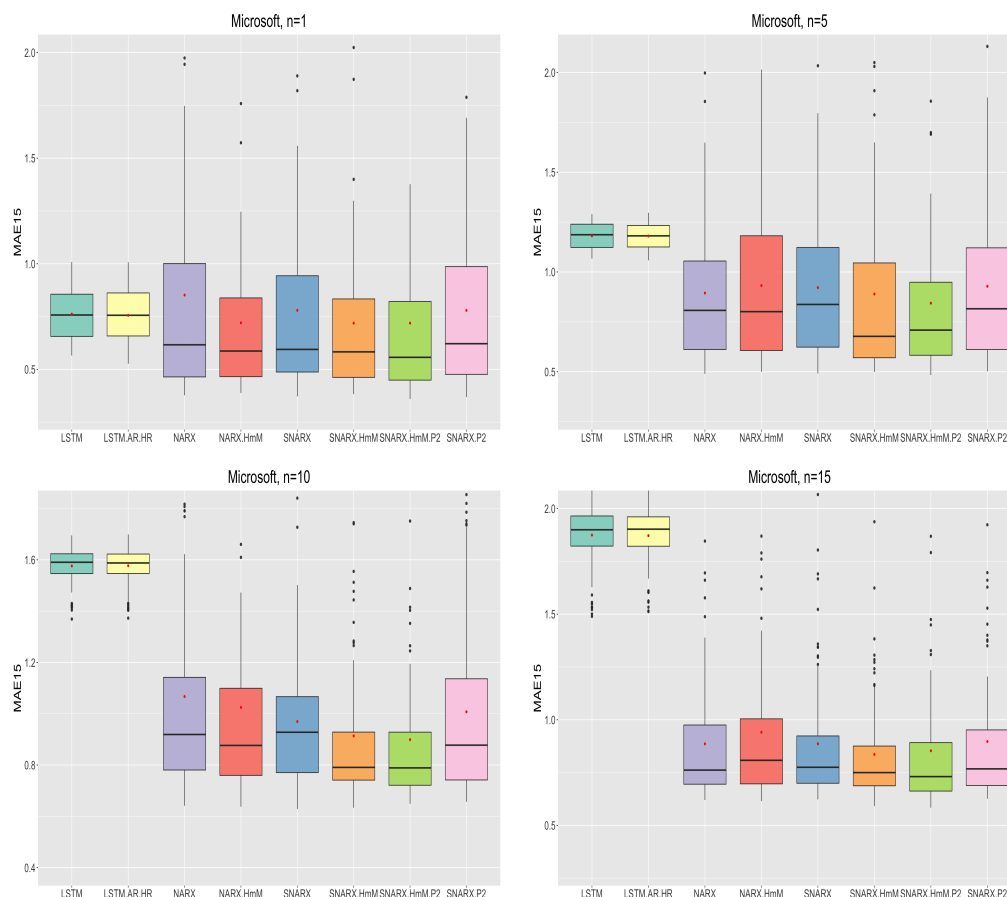 Microsoft, n=1
MAE15
2.0
1.5
1.0
0.5
LSTM LSTM.AR.HR NARX NARX.HmM SNARX SNARX.HmM SNARX.HmM.P2 SNARX.P2
Microsoft, n=5
MAE15
2.0
1.5
1.0
0.5
LSTM LSTM.AR.HR NARX NARX.HmM SNARX SNARX.HmM SNARX.HmM.P2 SNARX.P2
Microsoft, n=10
MAE15
1.6
1.2
0.8
0.4
LSTM LSTM.AR.HR NARX NARX.HmM SNARX SNARX.HmM SNARX.HmM.P2 SNARX.P2
Microsoft, n=15
MAE15
2.0
1.5
1.0
0.5
LSTM LSTM.AR.HR NARX NARX.HmM SNARX SNARX.HmM SNARX.HmM.P2 SNARX.P2